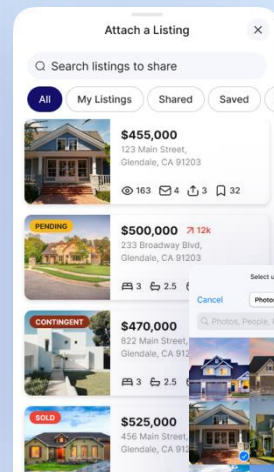 Attach a Listing
Search listings to share
All My Listings Shared Saved
$455,000
123 Main Street,
Glendale, CA 91203
163 4 3 32
PENDING
$500,000 12k
233 Broadway Blvd,
Glendale, CA 91203
3 2.5
CONTINGENT
$470,000
822 Main Street,
Glendale, CA 912
3 2.5
SOLD
$525,000
456 Main Street,
Glendale, CA 912
Select u
Cancel Photos
Photos, People,